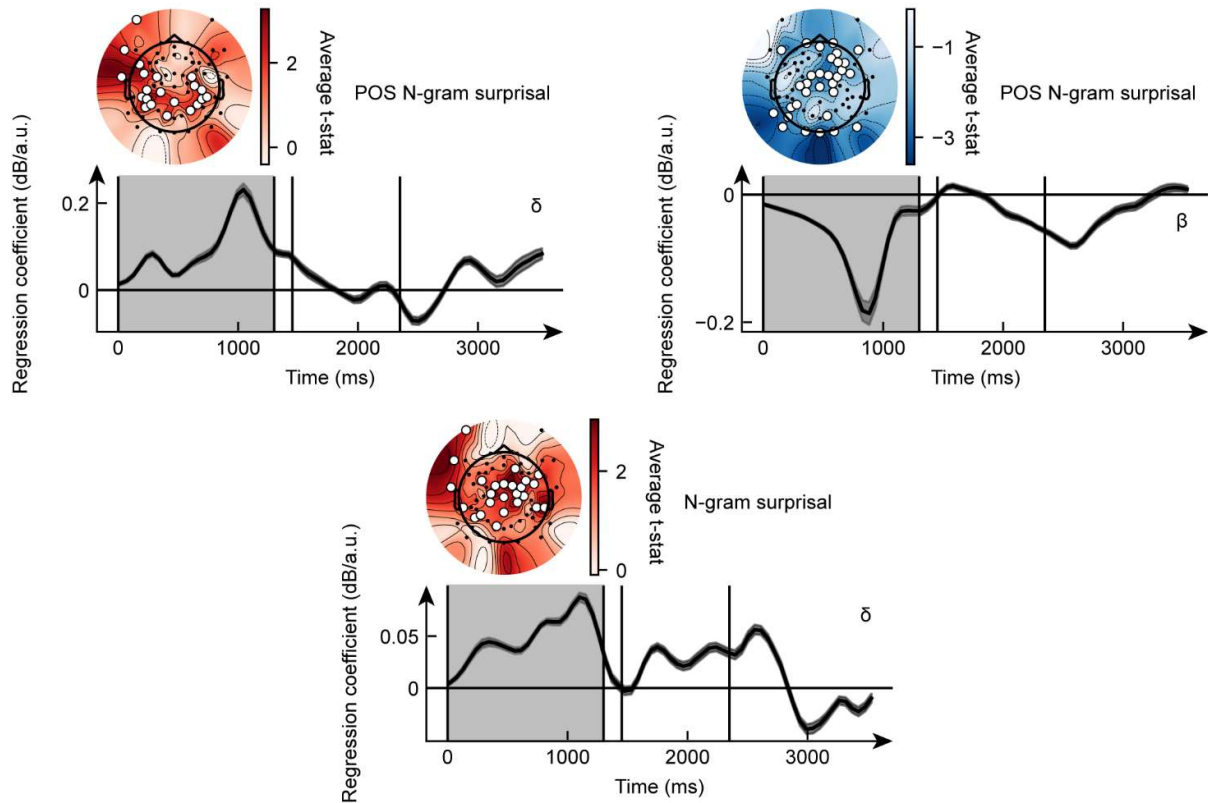 2
0
Average t-stat
POS N-gram surprisal
Regression coefficient (dB/a.u.)
0.2
0
δ
0
1000
2000
3000
Time (ms)
−1
−3
Average t-stat
POS N-gram surprisal
Regression coefficient (dB/a.u.)
0
−0.2
β
0
1000
2000
3000
Time (ms)
2
0
Average t-stat
N-gram surprisal
Regression coefficient (dB/a.u.)
0.05
0
δ
0
1000
2000
3000
Time (ms)